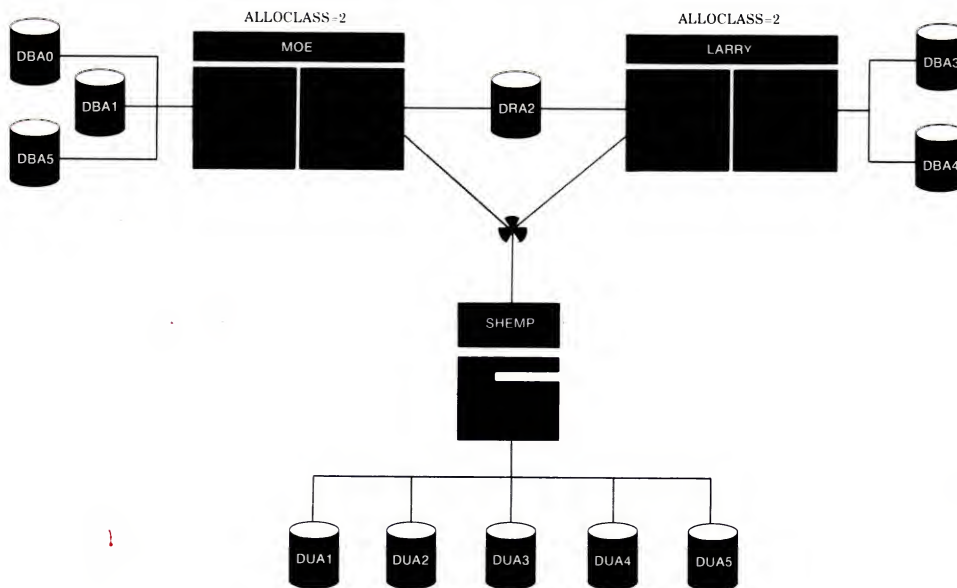 ALLOCLASS=2
ALLOCLASS=2
MOE
LARRY
DBA0
DBA1
DBA5
DRA2
DBA3
DBA4
SHEMP
DUA1
DUA2
DUA3
DUA4
DUA5